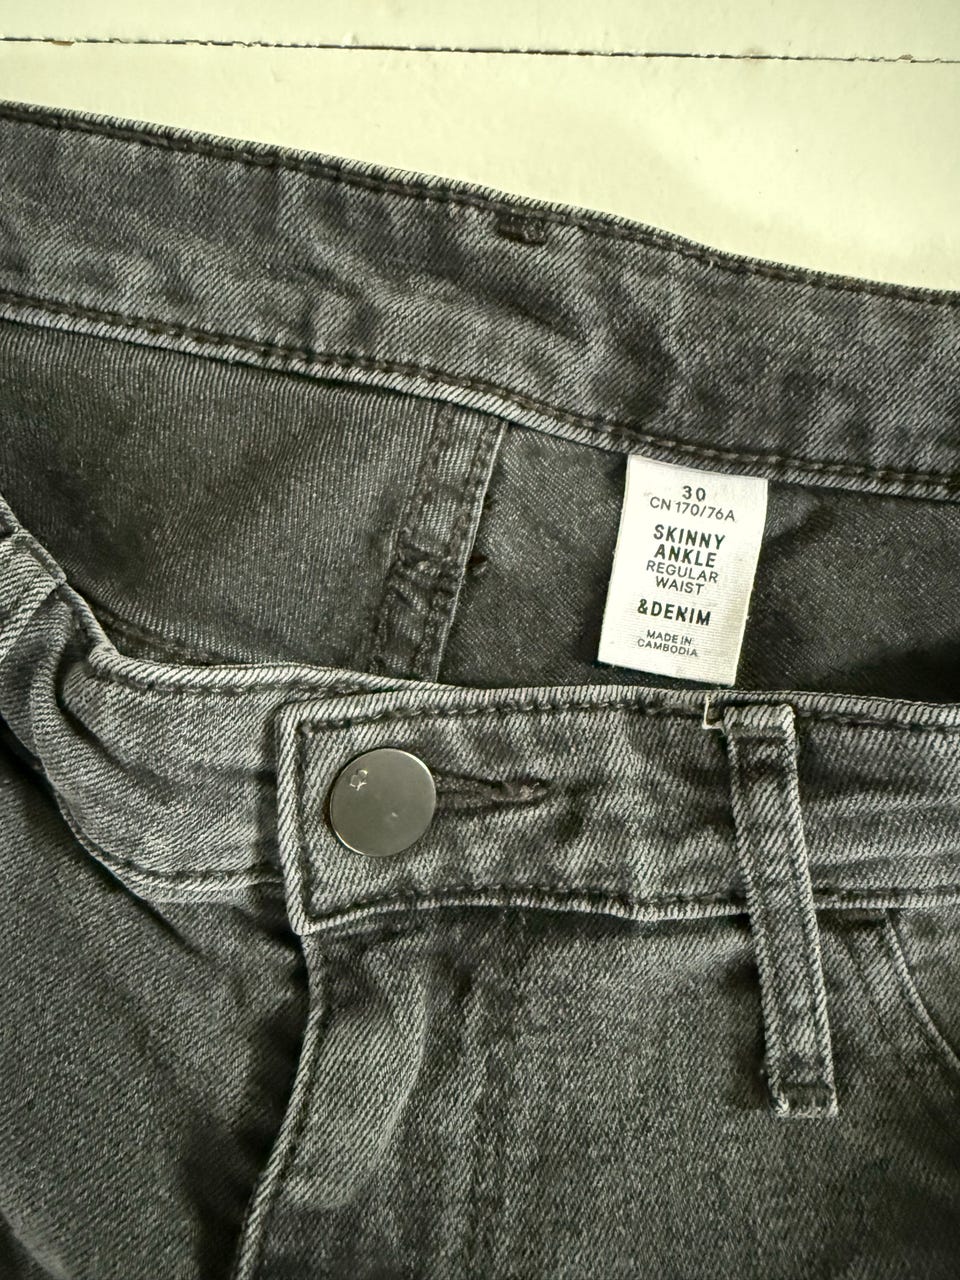 30
CN 170/76A
SKINNY
ANKLE
REGULAR
WAIST
&DENIM
MADE IN
CAMBODIA